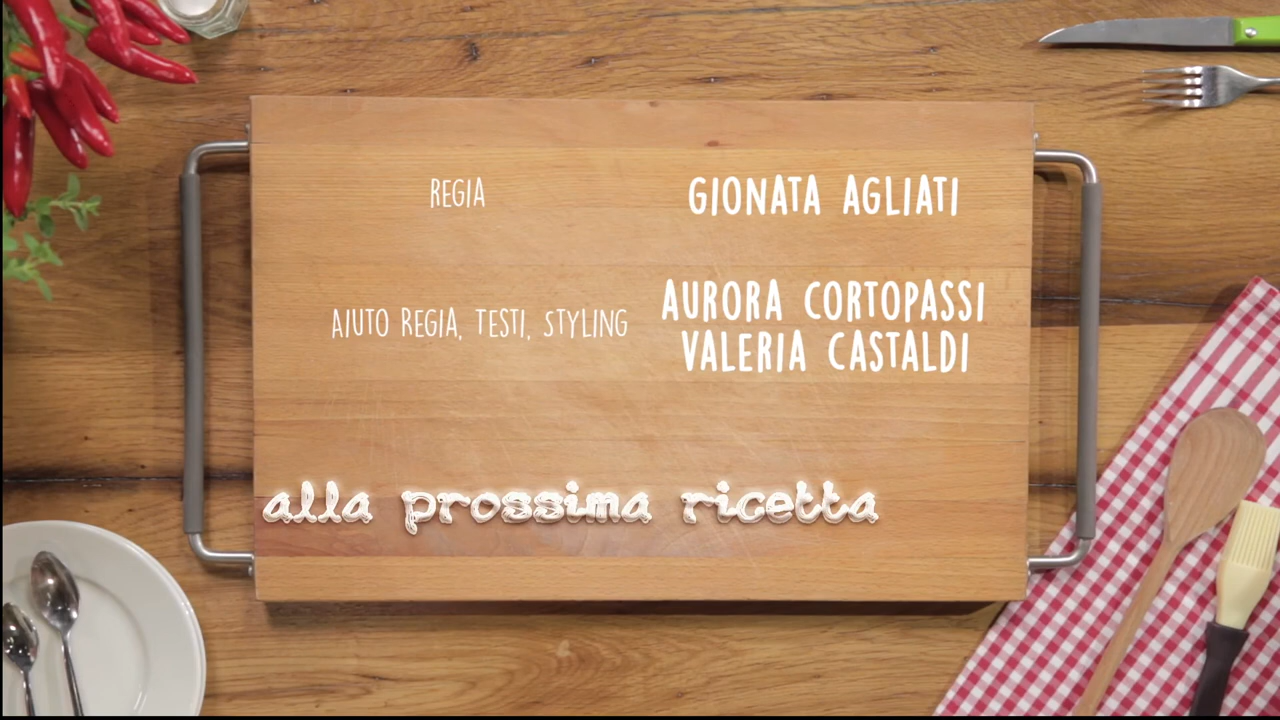 REGIA
GIONATA AGLIATI
AIUTO REGIA, TESTI, STYLING
AURORA CORTOPASSI
VALERIA CASTALDI
alla prossima ricetta